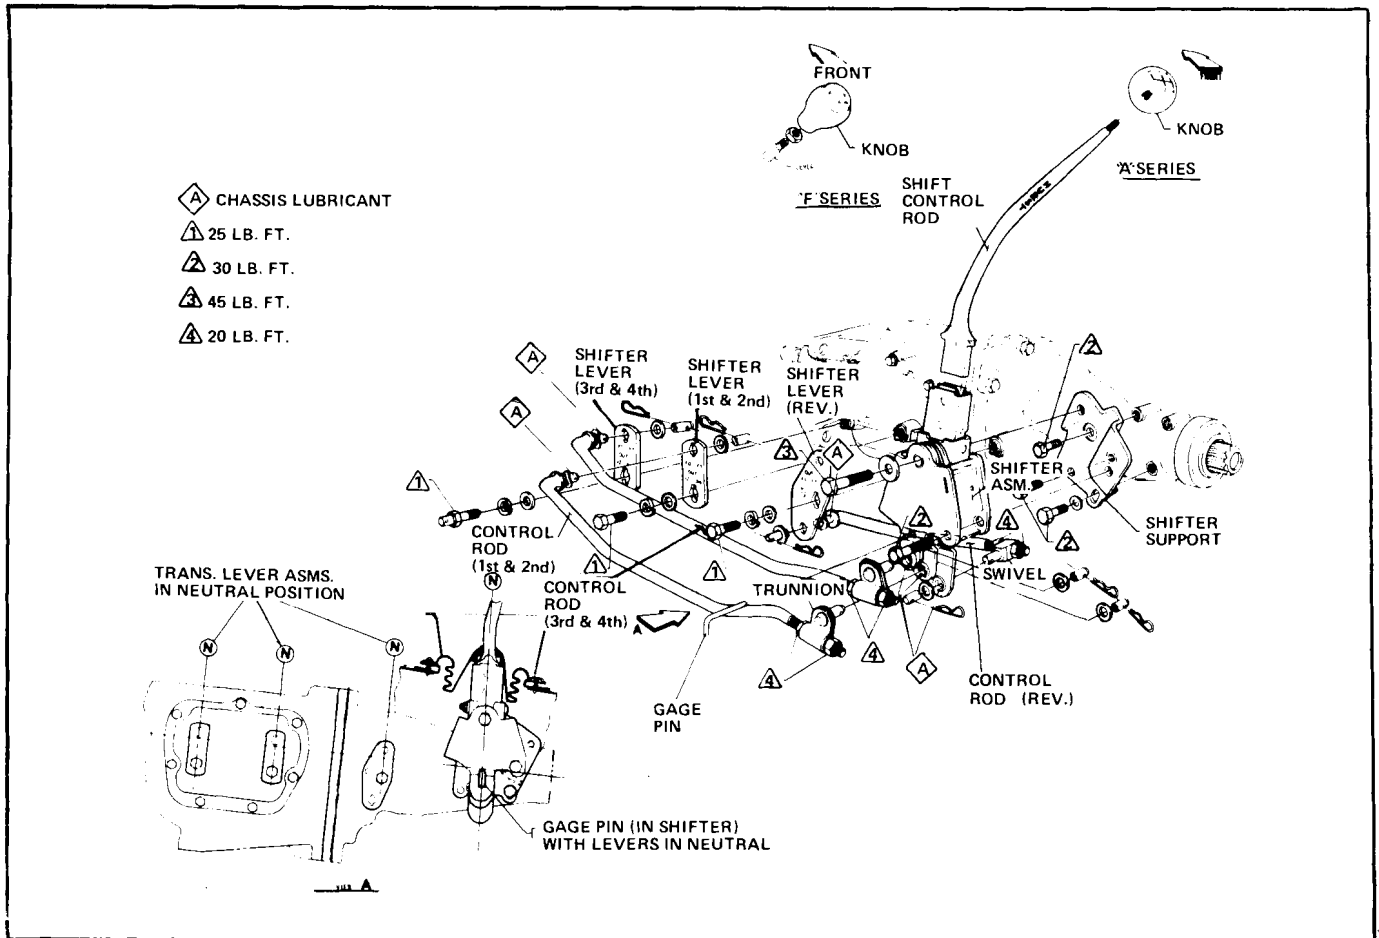 FRONT
KNOB
KNOB
"A" SERIES
"F" SERIES
SHIFT
CONTROL
ROD
A CHASSIS LUBRICANT
1 25 LB. FT.
2 30 LB. FT.
3 45 LB. FT.
4 20 LB. FT.
A
SHIFTER
LEVER
(3rd & 4th)
SHIFTER
LEVER
(1st & 2nd)
SHIFTER
LEVER
(REV.)
2
A
3
A
1
SHIFTER
ASM.
SHIFTER
SUPPORT
2
4
2
CONTROL
ROD
(1st & 2nd)
1
1
SWIVEL
TRUNNION
CONTROL
ROD
(3rd & 4th)
A
TRANS. LEVER ASMS.
IN NEUTRAL POSITION
N
N
N
N
4
4
A
CONTROL
ROD (REV.)
GAGE
PIN
GAGE PIN (IN SHIFTER)
WITH LEVERS IN NEUTRAL
A